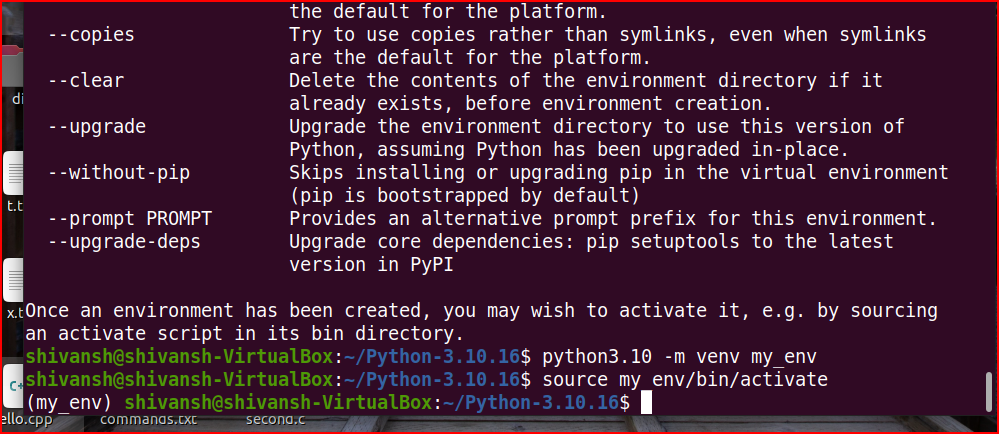 the default for the platform.
--copies Try to use copies rather than symlinks, even when symlinks
are the default for the platform.
--clear Delete the contents of the environment directory if it
already exists, before environment creation.
--upgrade Upgrade the environment directory to use this version of
Python, assuming Python has been upgraded in-place.
--without-pip Skips installing or upgrading pip in the virtual environment
(pip is bootstrapped by default)
--prompt PROMPT Provides an alternative prompt prefix for this environment.
--upgrade-deps Upgrade core dependencies: pip setuptools to the latest
version in PyPI
Once an environment has been created, you may wish to activate it, e.g. by sourcing
an activate script in its bin directory.
shivansh@shivansh-VirtualBox:~/Python-3.10.16$ python3.10 -m venv my_env
shivansh@shivansh-VirtualBox:~/Python-3.10.16$ source my_env/bin/activate
(my_env) shivansh@shivansh-VirtualBox:~/Python-3.10.16$
di
t.t
x.t
C+
ello.cpp commands.txt second.c